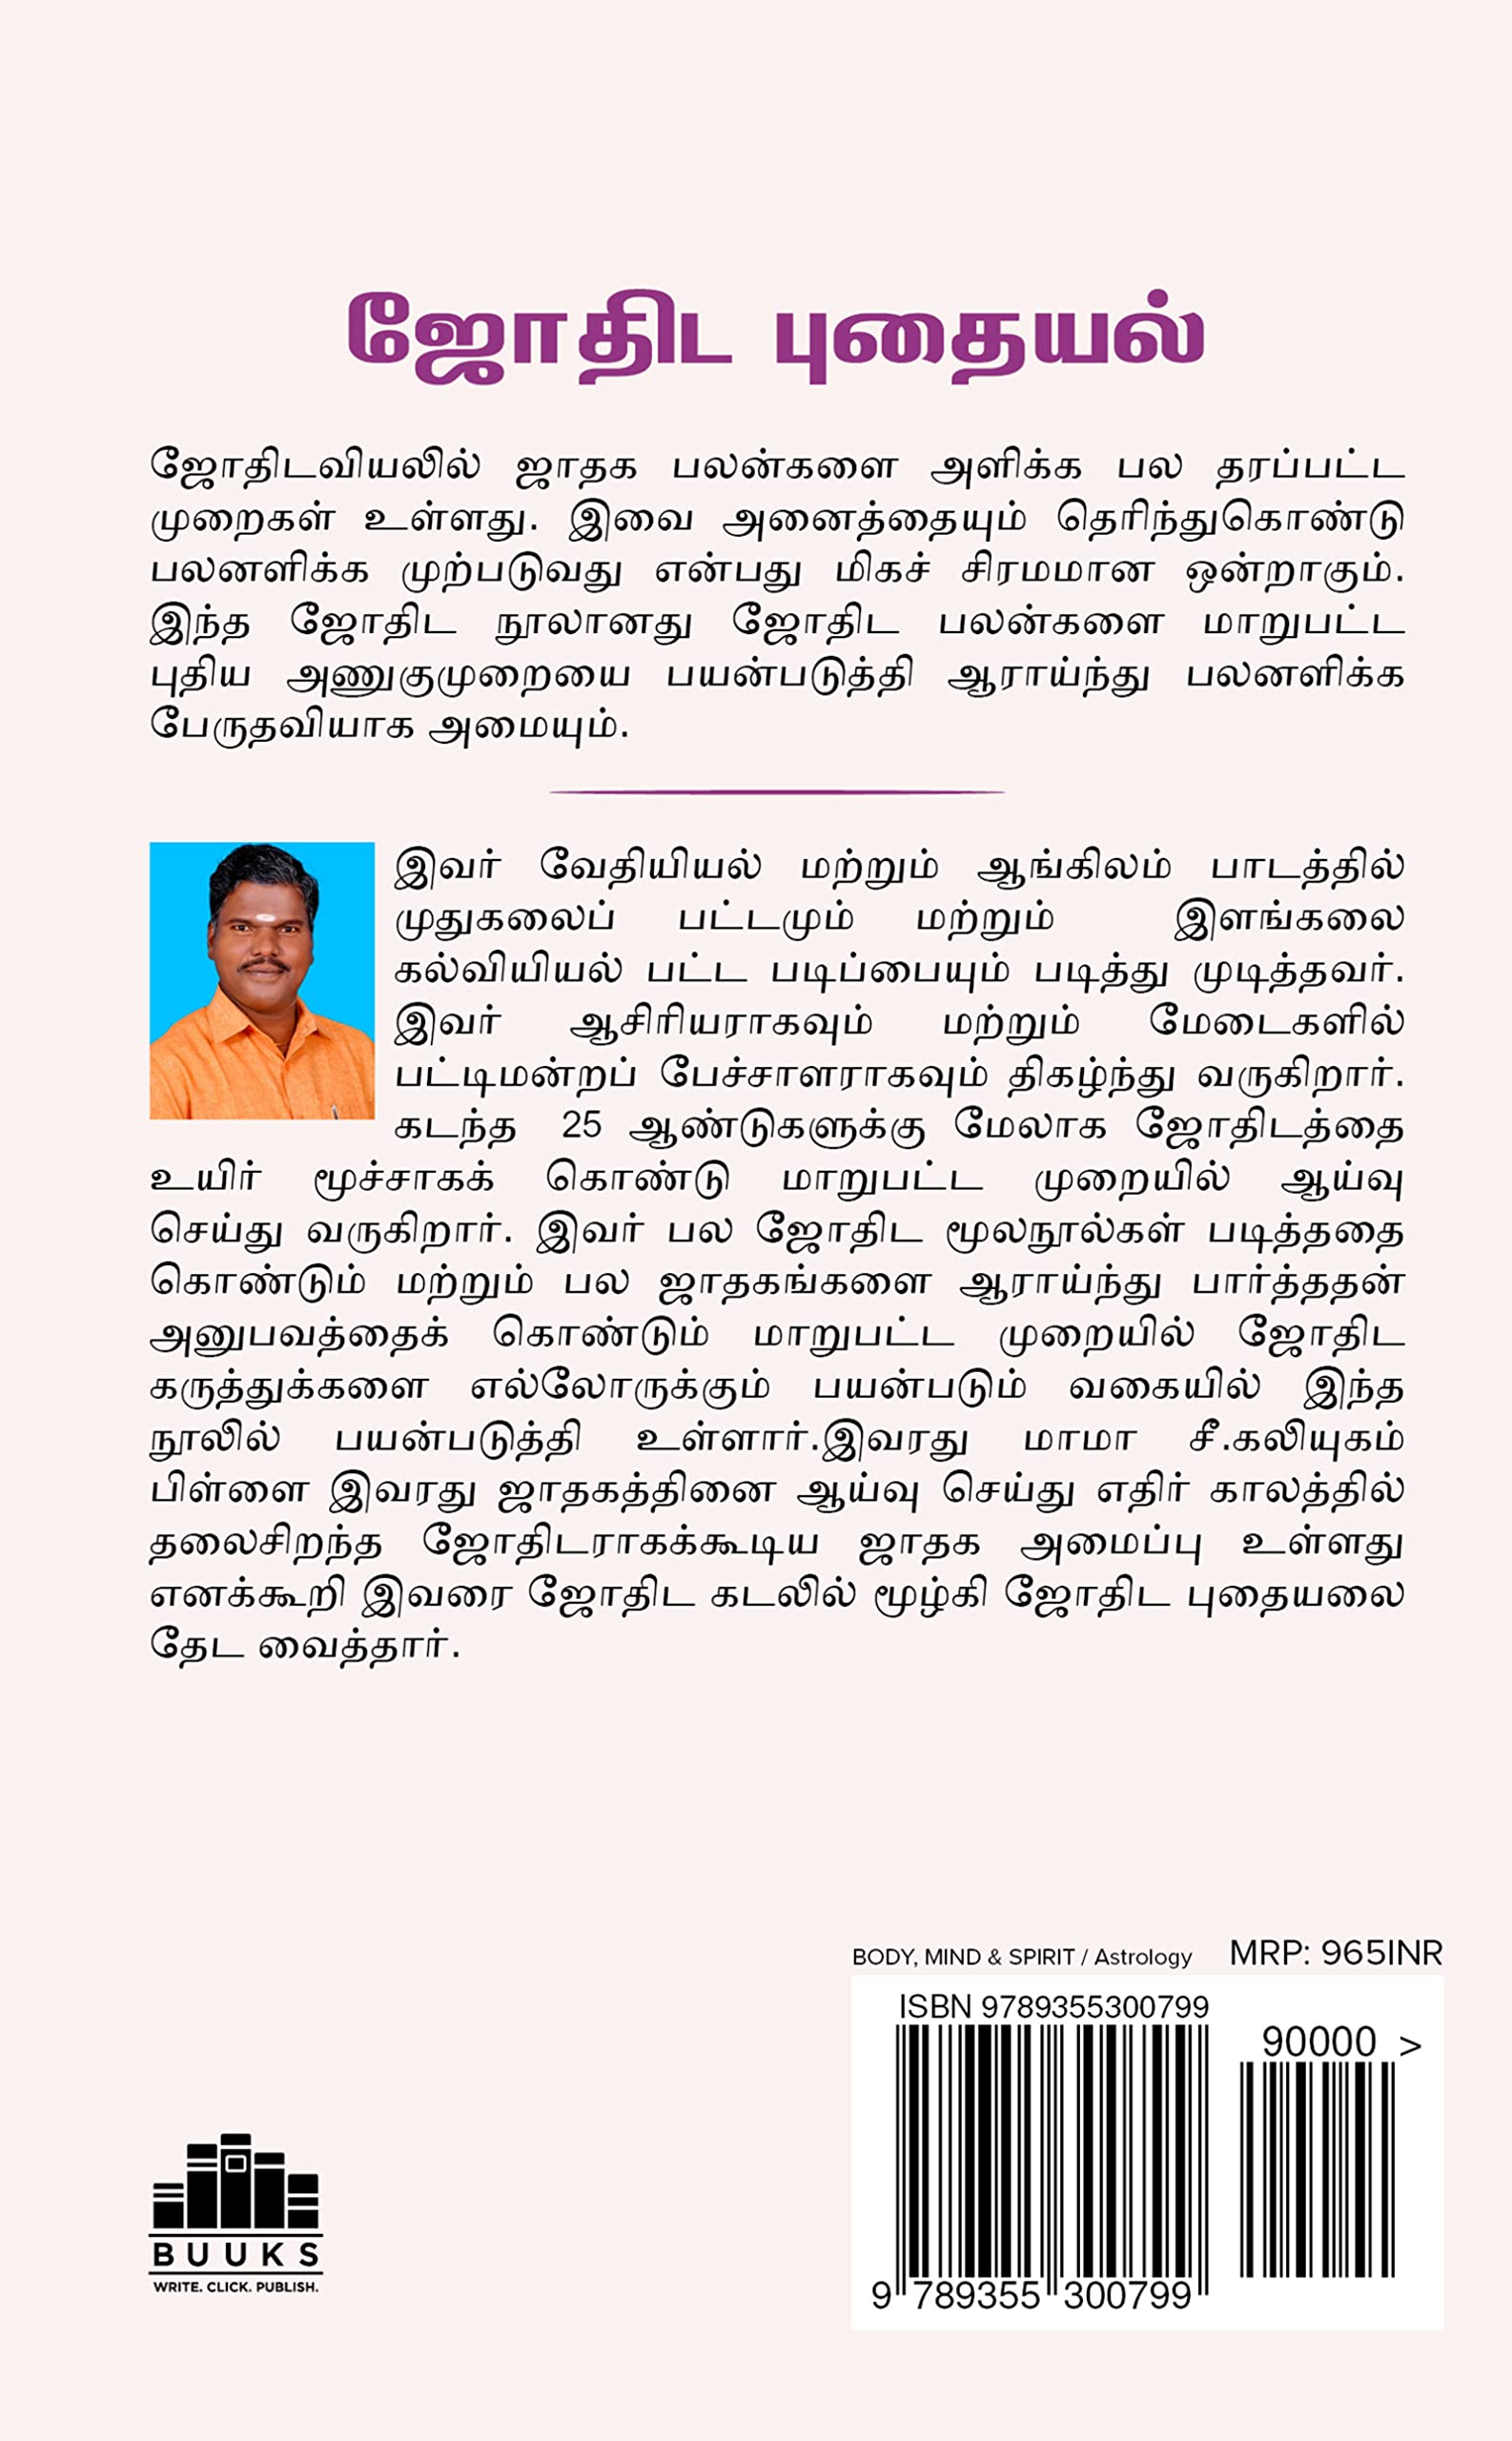 ஜோதிட புதையல்
ஜோதிடவியலில் ஜாதக பலன்களை அளிக்க பல தரப்பட்ட
முறைகள் உள்ளது. இவை அனைத்தையும் தெரிந்துகொண்டு
பலனளிக்க முற்படுவது என்பது மிகச் சிரமமான ஒன்றாகும்.
இந்த ஜோதிட நூலானது ஜோதிட பலன்களை மாறுபட்ட
புதிய அணுகுமுறையை பயன்படுத்தி ஆராய்ந்து பலனளிக்க
பேருதவியாக அமையும்.
இவர் வேதியியல் மற்றும் ஆங்கிலம் பாடத்தில்
முதுகலைப் பட்டமும் மற்றும் இளங்கலை
கல்வியியல் பட்ட படிப்பையும் படித்து முடித்தவர்.
இவர் ஆசிரியராகவும் மற்றும் மேடைகளில்
பட்டிமன்றப் பேச்சாளராகவும் திகழ்ந்து வருகிறார்.
கடந்த 25 ஆண்டுகளுக்கு மேலாக ஜோதிடத்தை
உயிர் மூச்சாகக் கொண்டு மாறுபட்ட முறையில் ஆய்வு
செய்து வருகிறார். இவர் பல ஜோதிட மூலநூல்கள் படித்ததை
கொண்டும் மற்றும் பல ஜாதகங்களை ஆராய்ந்து பார்த்ததன்
அனுபவத்தைக் கொண்டும் மாறுபட்ட முறையில் ஜோதிட
கருத்துக்களை எல்லோருக்கும் பயன்படும் வகையில் இந்த
நூலில் பயன்படுத்தி உள்ளார்.இவரது மாமா சீ.கலியுகம்
பிள்ளை இவரது ஜாதகத்தினை ஆய்வு செய்து எதிர் காலத்தில்
தலைசிறந்த ஜோதிடராகக்கூடிய ஜாதக அமைப்பு உள்ளது
எனக்கூறி இவரை ஜோதிட கடலில் மூழ்கி ஜோதிட புதையலை
தேட வைத்தார்.
BODY, MIND & SPIRIT / Astrology MRP: 965INR
ISBN 9789355300799
90000 >
9 789355 300799
BUUKS
WRITE. CLICK. PUBLISH.